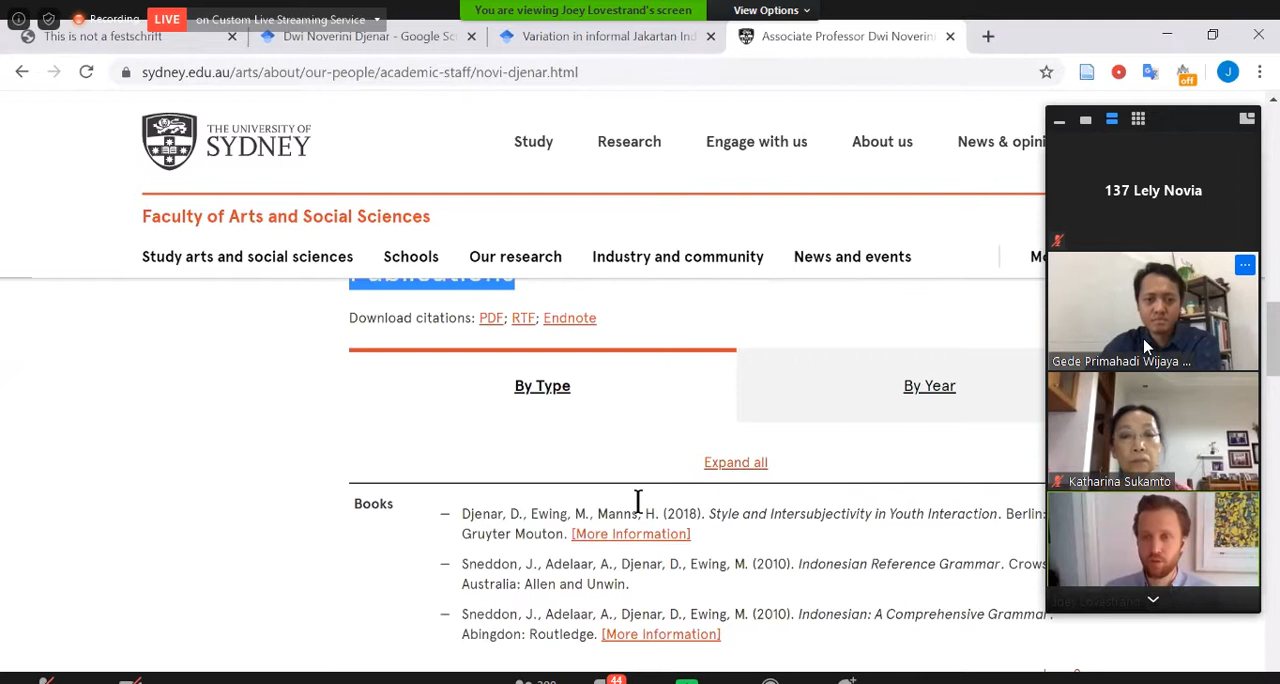 Recording
LIVE
on Custom Live Streaming Service
You are viewing Joey Lovestrand's screen
View Options
This is not a festschrift
Dwi Noverini Djenar - Google Sc
Variation in informal Jakartan Ind
Associate Professor Dwi Noverini
sydney.edu.au/arts/about/our-people/academic-staff/novi-djenar.html
J
off
THE UNIVERSITY OF
SYDNEY
Study
Research
Engage with us
About us
News & opini
Faculty of Arts and Social Sciences
Study arts and social sciences
Schools
Our research
Industry and community
News and events
Mo
Publications
Download citations: PDF; RTF; Endnote
By Type
By Year
Expand all
Books
— Djenar, D., Ewing, M., Manns, H. (2018). Style and Intersubjectivity in Youth Interaction. Berlin:
Gruyter Mouton. [More Information]
— Sneddon, J., Adelaar, A., Djenar, D., Ewing, M. (2010). Indonesian Reference Grammar. Crows
Australia: Allen and Unwin.
— Sneddon, J., Adelaar, A., Djenar, D., Ewing, M. (2010). Indonesian: A Comprehensive Grammar.
Abingdon: Routledge. [More Information]
137 Lely Novia
Gede Primahadi Wijaya ...
Katharina Sukamto
Joey Lovestrand
44